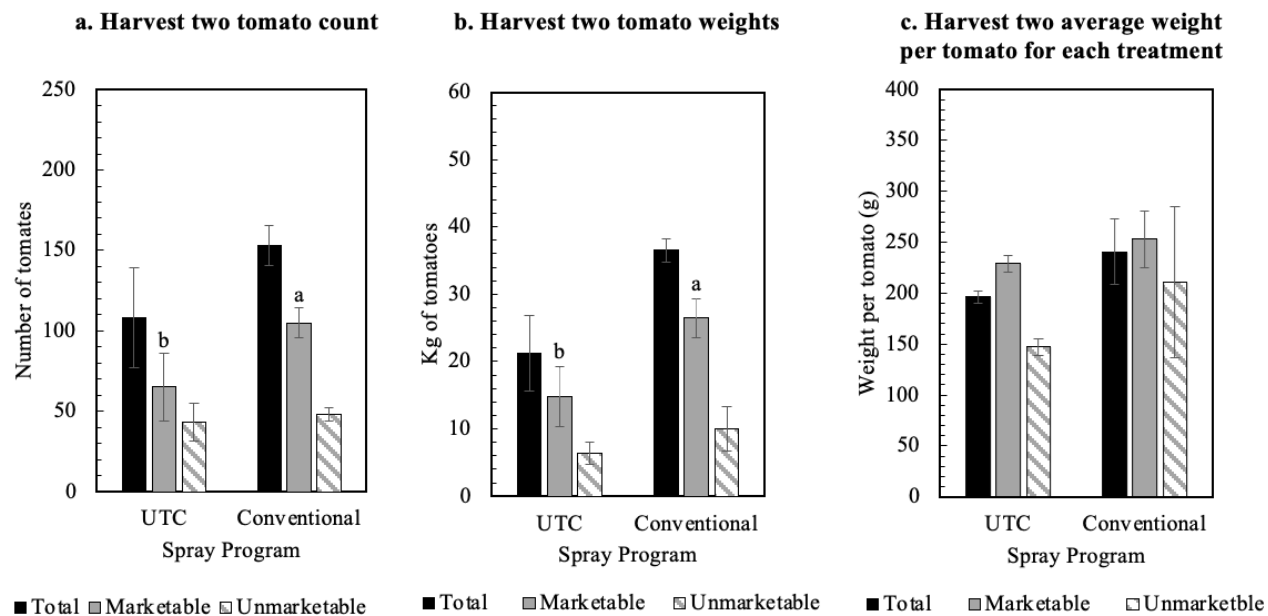 a. Harvest two tomato count
Number of tomates
250
200
150
100
50
0
b
a
UTC
Conventional
Spray Program
Total
Marketable
Unmarketable
b. Harvest two tomato weights
Kg of tomatoes
60
50
40
30
20
10
0
b
a
UTC
Conventional
Spray Program
Total
Marketable
Unmarketable
c. Harvest two average weight
per tomato for each treatment
Weight per tomato (g)
400
350
300
250
200
150
100
50
0
UTC
Conventional
Spray Program
Total
Marketable
Unmarketble